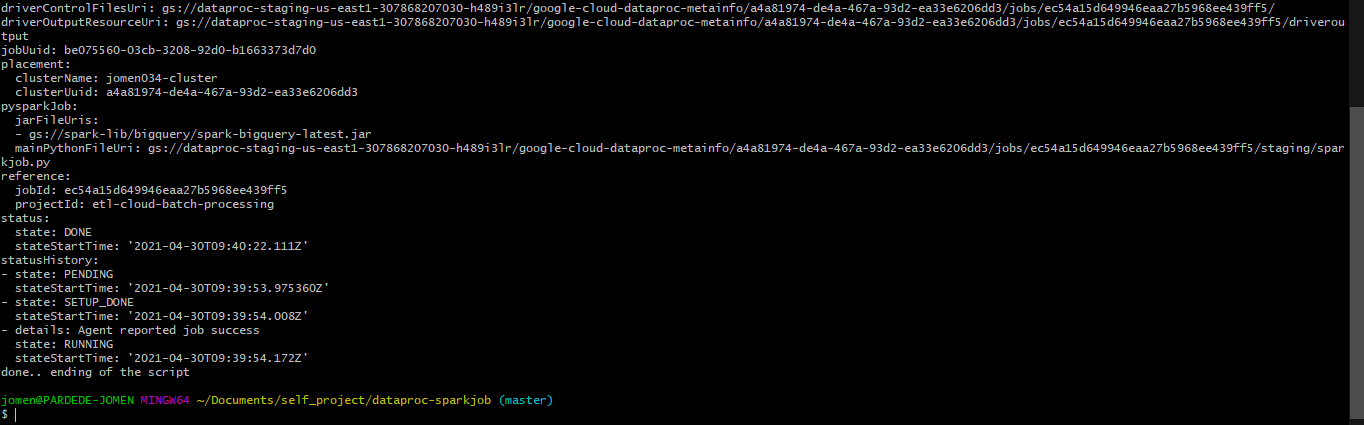 driverControlFilesUri: gs://dataproc-staging-us-east1-307868207030-h489i3lr/google-cloud-dataproc-metainfo/a4a81974-de4a-467a-93d2-ea33e6206dd3/jobs/ec54a15d649946eaa27b5968ee439ff5/
driverOutputResourceUri: gs://dataproc-staging-us-east1-307868207030-h489i3lr/google-cloud-dataproc-metainfo/a4a81974-de4a-467a-93d2-ea33e6206dd3/jobs/ec54a15d649946eaa27b5968ee439ff5/driverou
tput
jobUuid: be075560-03cb-3208-92d0-b1663373d7d0
placement:
  clusterName: jomen034-cluster
  clusterUuid: a4a81974-de4a-467a-93d2-ea33e6206dd3
pysparkJob:
  jarFileUris:
  - gs://spark-lib/bigquery/spark-bigquery-latest.jar
  mainPythonFileUri: gs://dataproc-staging-us-east1-307868207030-h489i3lr/google-cloud-dataproc-metainfo/a4a81974-de4a-467a-93d2-ea33e6206dd3/jobs/ec54a15d649946eaa27b5968ee439ff5/staging/spar
kjob.py
reference:
  jobId: ec54a15d649946eaa27b5968ee439ff5
  projectId: etl-cloud-batch-processing
status:
  state: DONE
  stateStartTime: '2021-04-30T09:40:22.111Z'
statusHistory:
- state: PENDING
  stateStartTime: '2021-04-30T09:39:53.975360Z'
- state: SETUP_DONE
  stateStartTime: '2021-04-30T09:39:54.008Z'
- details: Agent reported job success
  state: RUNNING
  stateStartTime: '2021-04-30T09:39:54.172Z'
done.. ending of the script
jomen@PARDEDE-JOMEN MINGW64 ~/Documents/self_project/dataproc-sparkjob (master)
$